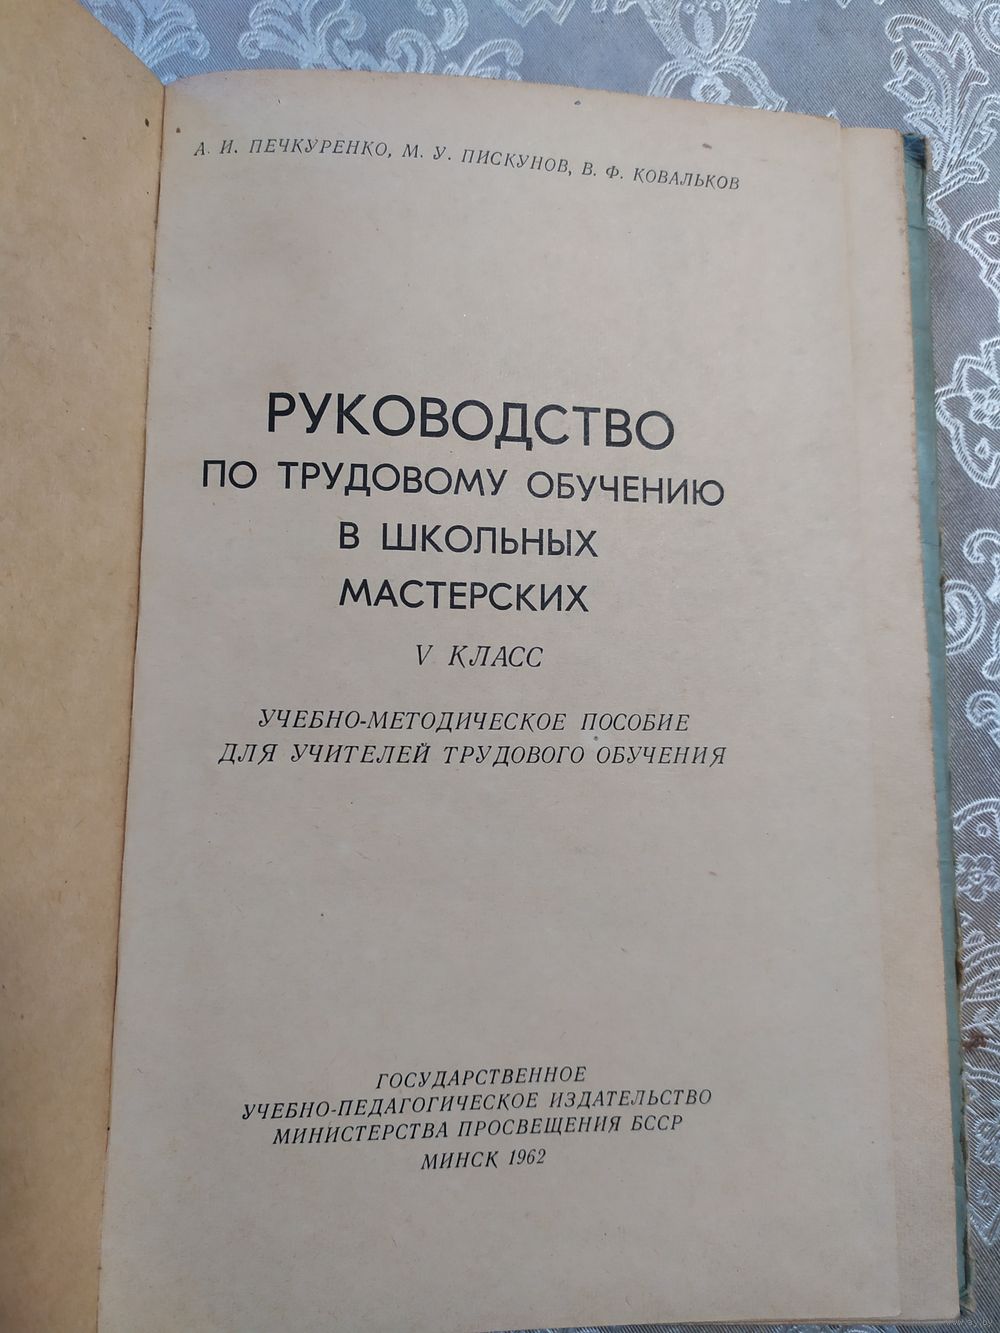 А. И. ПЕЧКУРЕНКО, М. У. ПИСКУНОВ, В. Ф. КОВАЛЬКОВ
РУКОВОДСТВО
ПО ТРУДОВОМУ ОБУЧЕНИЮ
В ШКОЛЬНЫХ
МАСТЕРСКИХ
V КЛАСС
УЧЕБНО-МЕТОДИЧЕСКОЕ ПОСОБИЕ
ДЛЯ УЧИТЕЛЕЙ ТРУДОВОГО ОБУЧЕНИЯ
ГОСУДАРСТВЕННОЕ
УЧЕБНО-ПЕДАГОГИЧЕСКОЕ ИЗДАТЕЛЬСТВО
МИНИСТЕРСТВА ПРОСВЕЩЕНИЯ БССР
МИНСК 1962